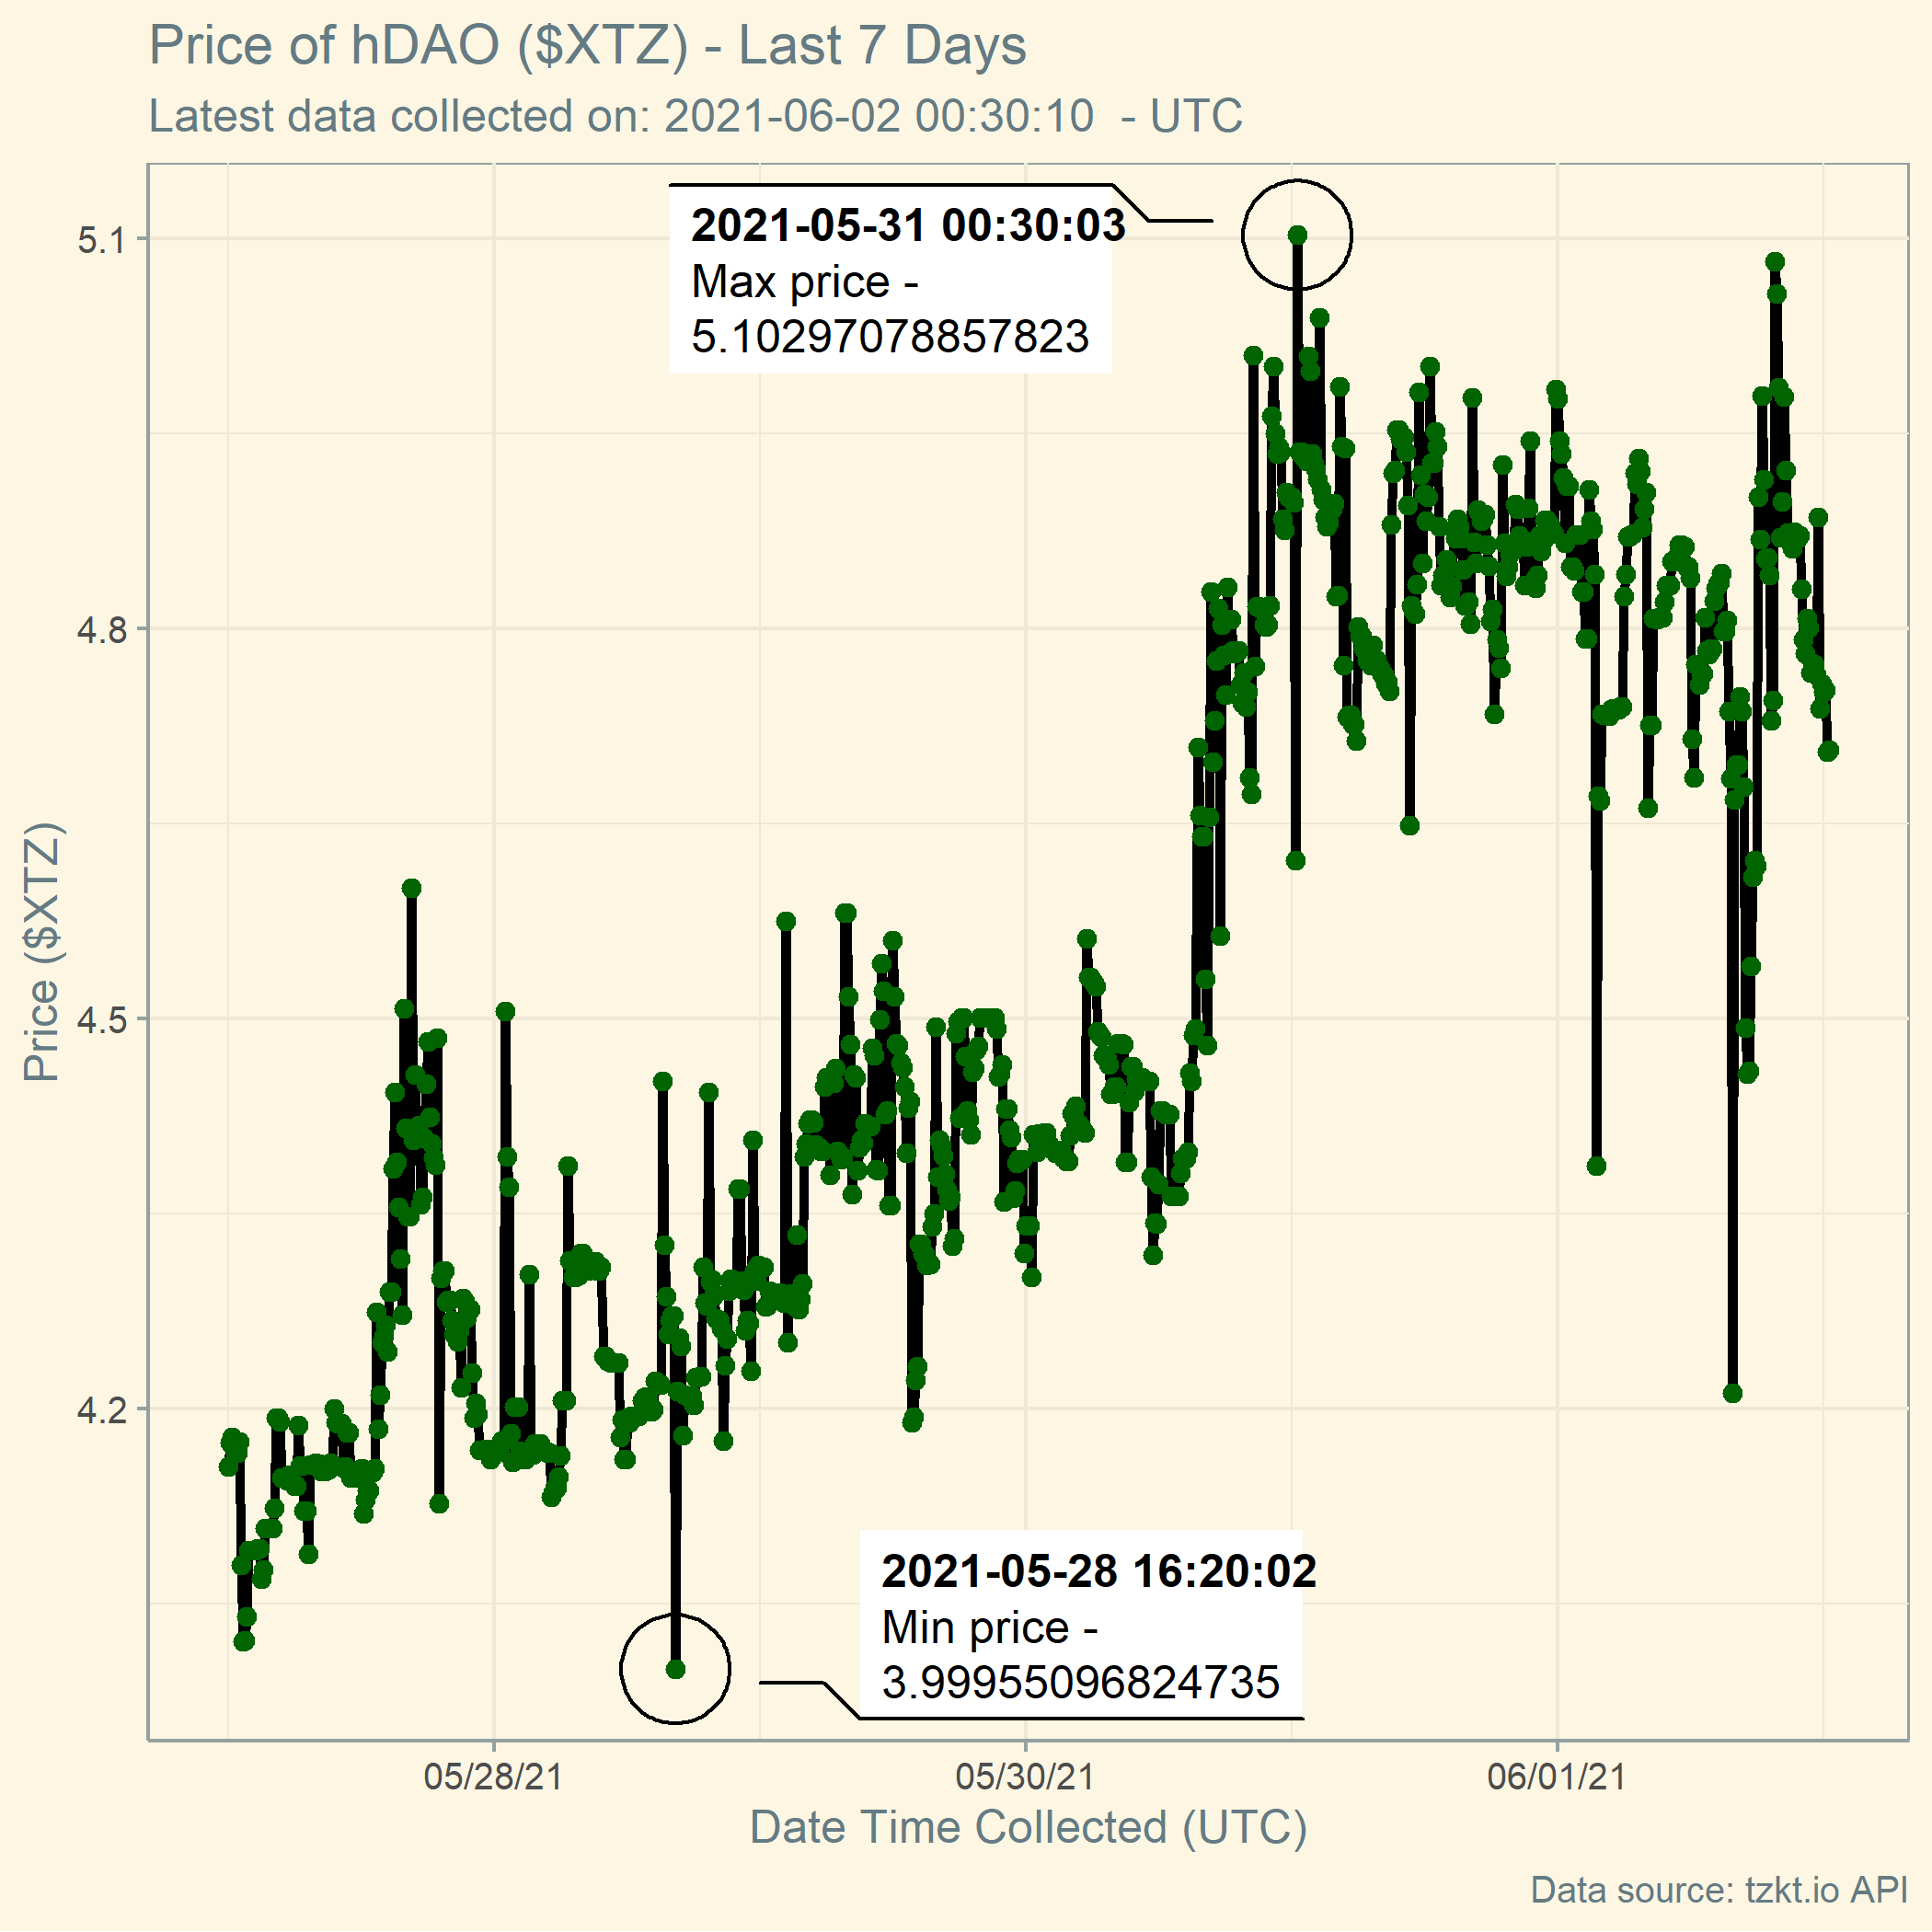 Price of hDAO ($XTZ) - Last 7 Days
Latest data collected on: 2021-06-02 00:30:10  - UTC
2021-05-31 00:30:03
Max price -
5.10297078857823
5.1
4.8
4.5
4.2
Price ($XTZ)
2021-05-28 16:20:02
Min price -
3.99955096824735
05/28/21
05/30/21
06/01/21
Date Time Collected (UTC)
Data source: tzkt.io API